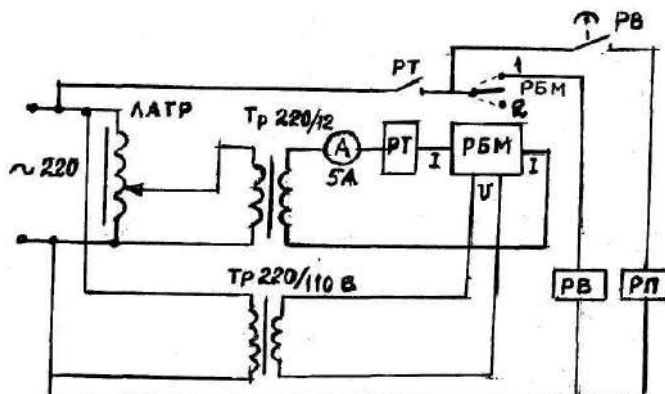 РВ
РТ
1
РБМ
2
ЛАТР
Тр 220/12
~ 220
А
5А
РТ
I
РБМ
I
U
Тр 220/110 В
РВ
РП